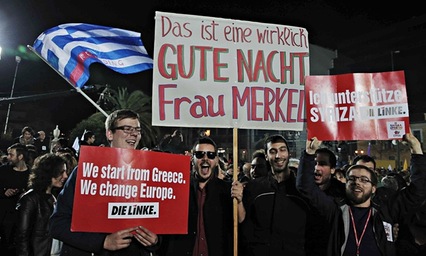 Das ist eine wirklich
GUTE NACHT
Frau MERKEL
We start from Greece.
We change Europe.
DIE LINKE.
Ich unterstütze
SYRIZA
DIE LINKE.